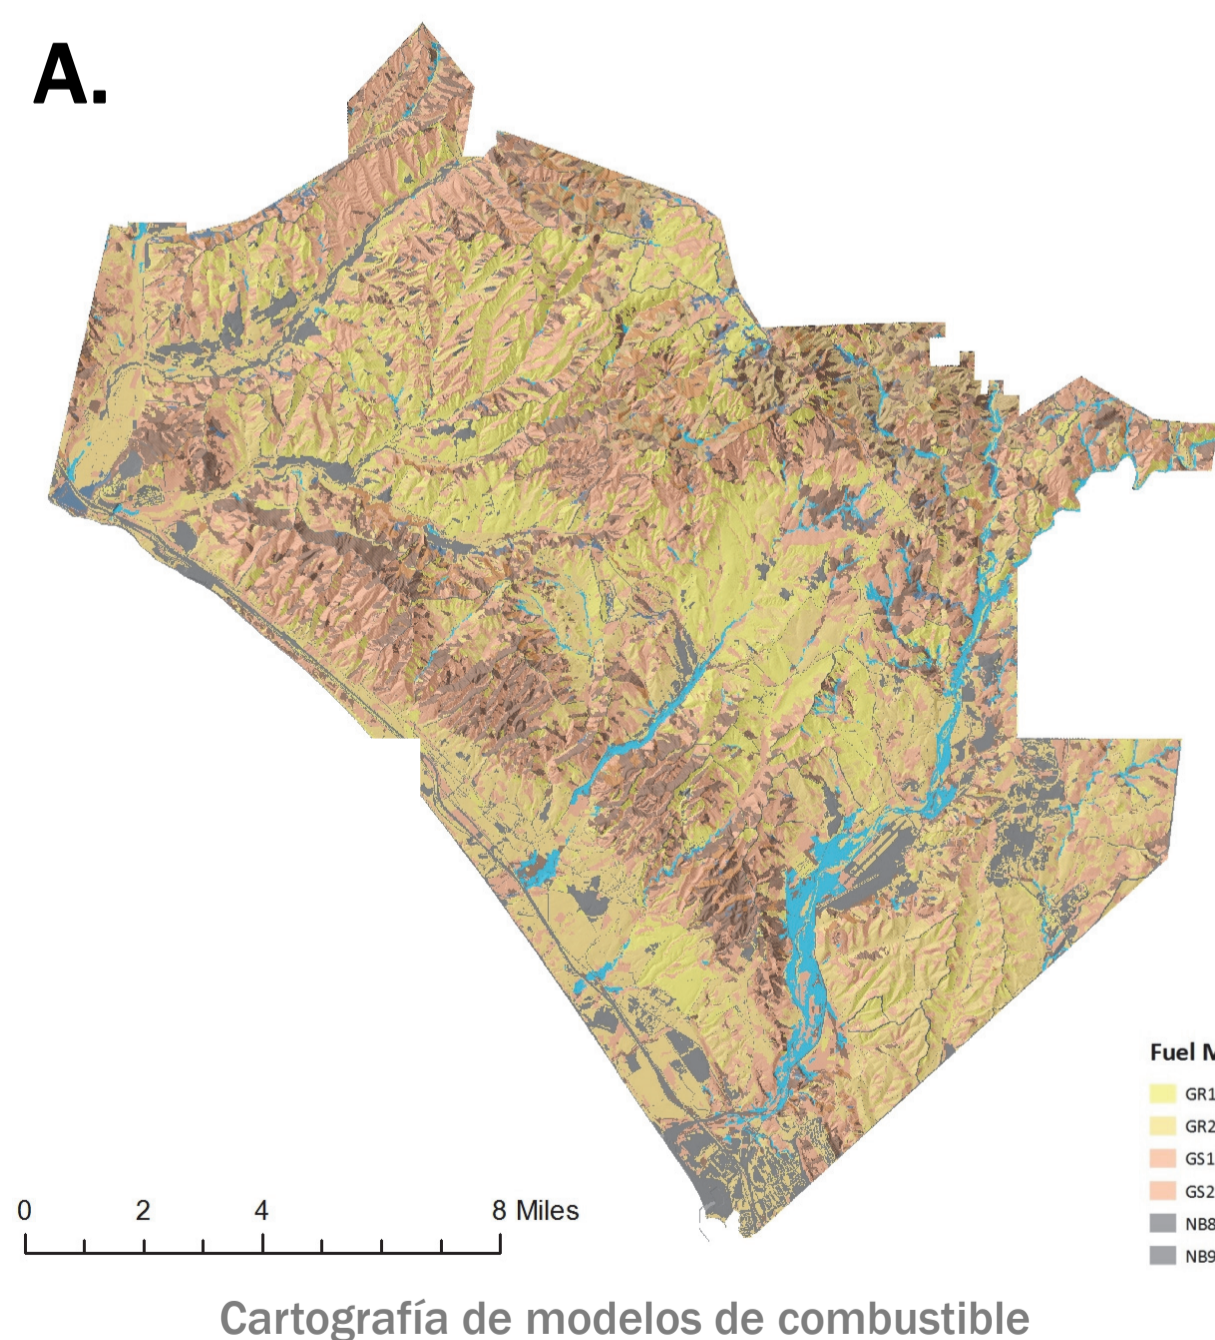 A.
Fuel M
GR1
GR2
GS1
GS2
NB8
NB9
0 2 4 8 Miles
Cartografía de modelos de combustible